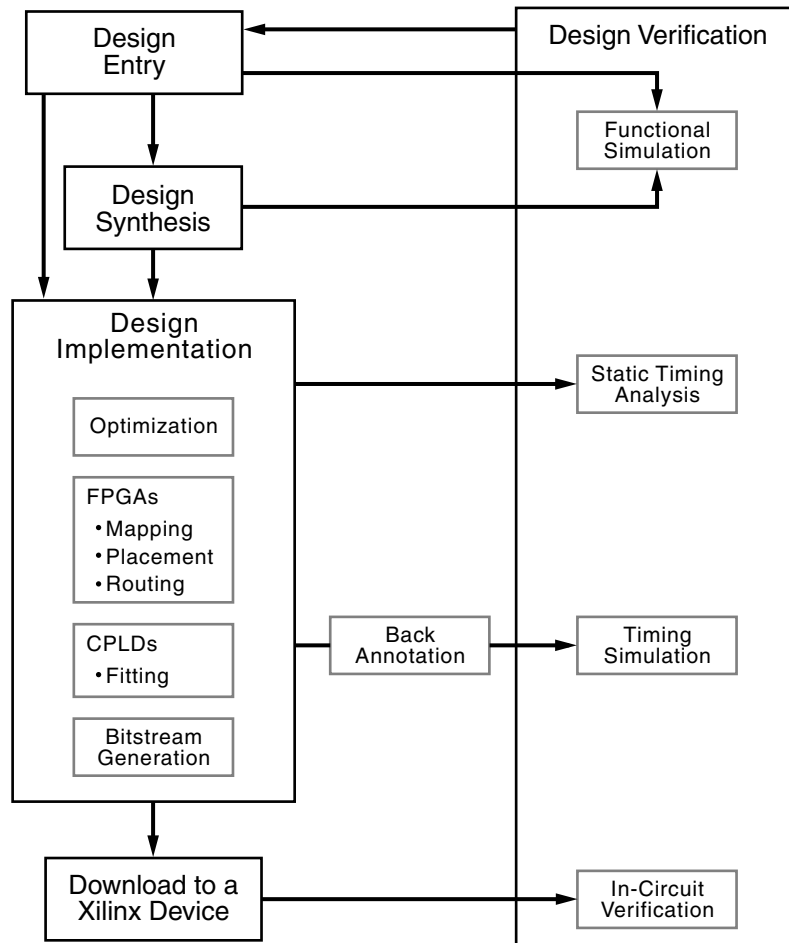 Design
Entry
Design Verification
Functional
Simulation
Design
Synthesis
Design
Implementation
Static Timing
Analysis
Optimization
FPGAs
• Mapping
• Placement
• Routing
CPLDs
• Fitting
Back
Annotation
Timing
Simulation
Bitstream
Generation
Download to a
Xilinx Device
In-Circuit
Verification